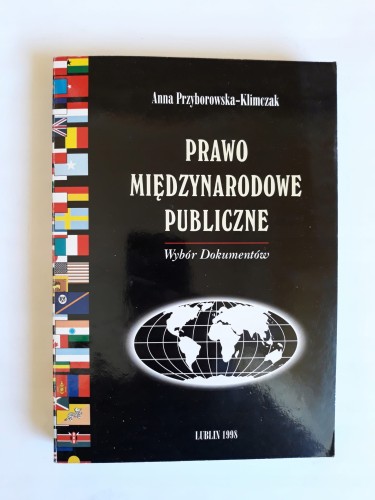 Anna Przyborowska-Klimczak
PRAWO
MIĘDZYNARODOWE
PUBLICZNE
Wybór Dokumentów
LUBLIN 1998